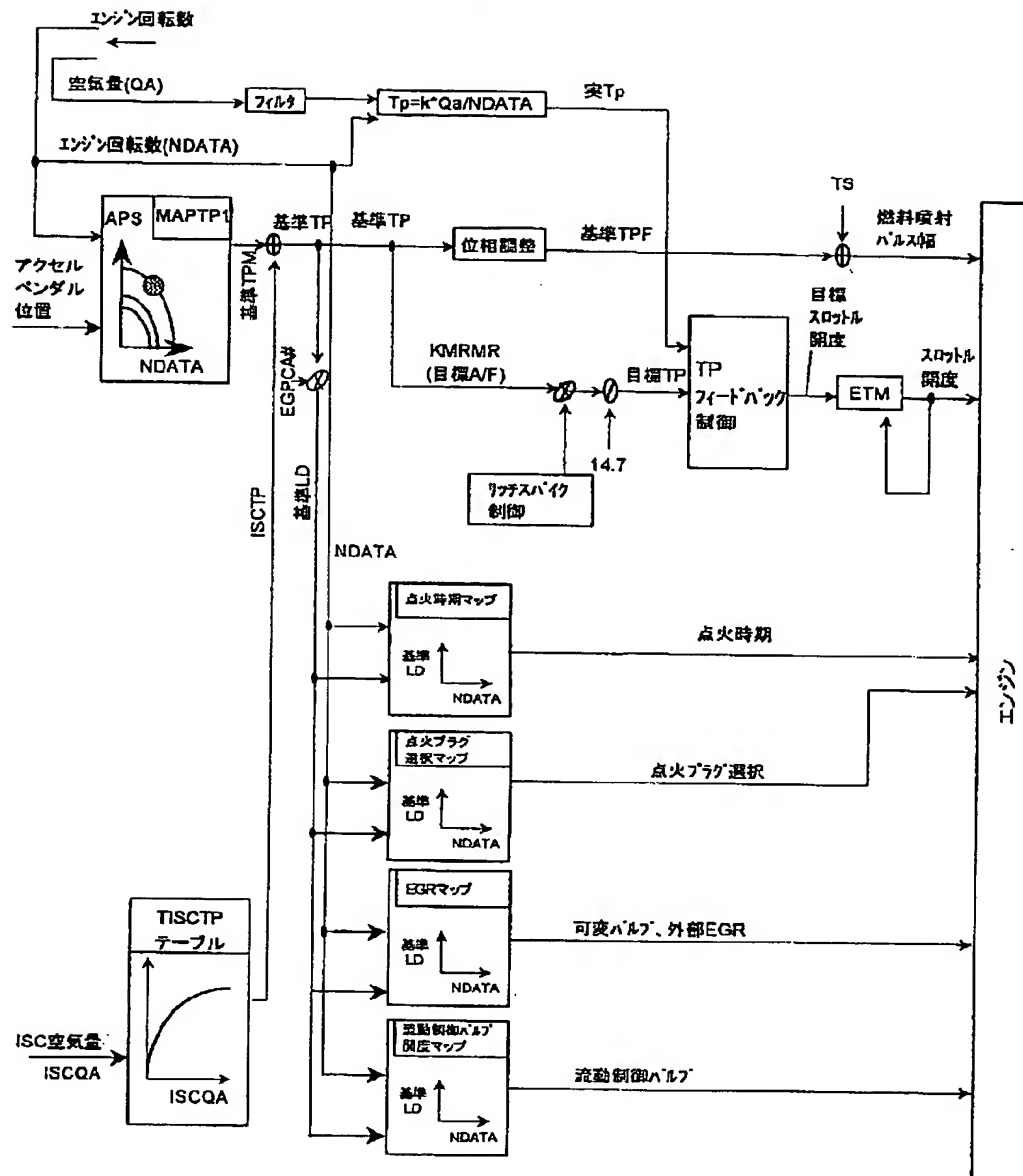 エンジン回転数
空気量(QA)
フィルタ
Tp=k*Qa/NDATA
実Tp
エンジン回転数(NDATA)
APS
MAPTP1
NDATA
アクセル
ペンダル
位置
基準TPM
基準TP
基準TP
位相調整
基準TPF
TS
燃料噴射
パルス幅
EGPCA#
KMRMR
(目標A/F)
目標TP
14.7
リッチスパイク
制御
TP
フィードバック
制御
目標
スロットル
開度
ETM
スロットル
開度
ISCTP
基準LD
NDATA
点火時期マップ
基準
LD
NDATA
点火時期
点火プラグ
選択マップ
基準
LD
NDATA
点火プラグ選択
EGRマップ
基準
LD
NDATA
可変バルブ、外部EGR
流動制御バルブ
開度マップ
基準
LD
NDATA
流動制御バルブ
エンジン
TISCTP
テーブル
ISCQA
ISC空気量
ISCQA